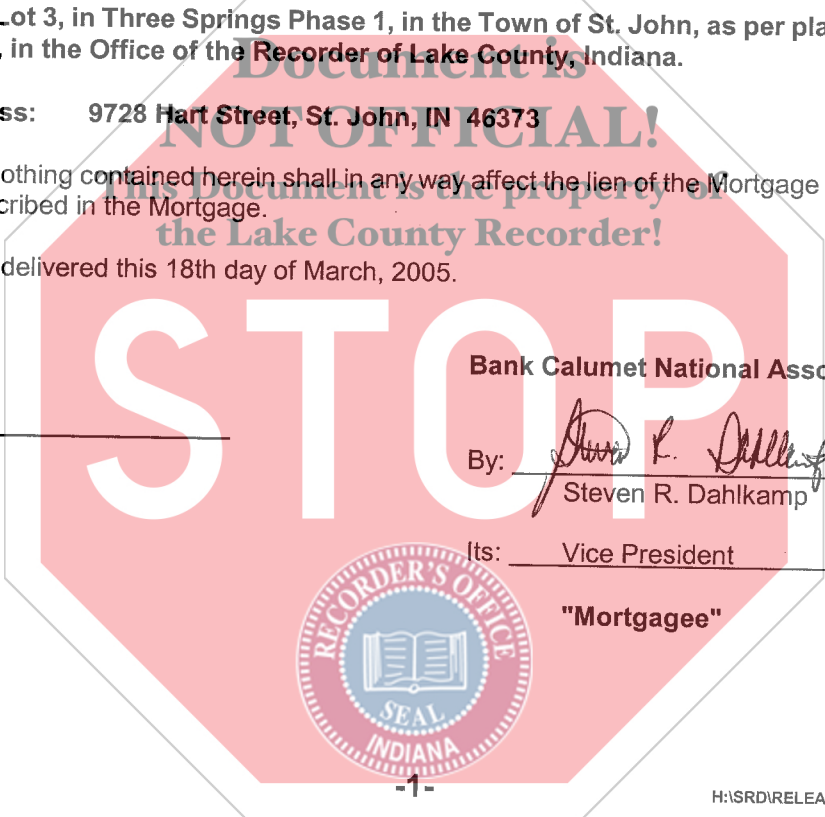 ot 3, in Three Springs Phase 1, in the Town of St. John, as per pla
, in the Office of the Recorder of Lake County, Indiana.
Document is
ss: 9728 Hart Street, St. John, IN 46373
NOT OFFICIAL!
othing contained herein shall in any way affect the lien of the Mortgage
This Document is the property of
cribed in the Mortgage.
the Lake County Recorder!
delivered this 18th day of March, 2005.
STOP
Bank Calumet National Asso
By: Steven R. Dahlkamp
Steven R. Dahlkamp
Its: Vice President
"Mortgagee"
RECORDER'S OFFICE
SEAL
INDIANA
-1-
H:\SRD\RELEA